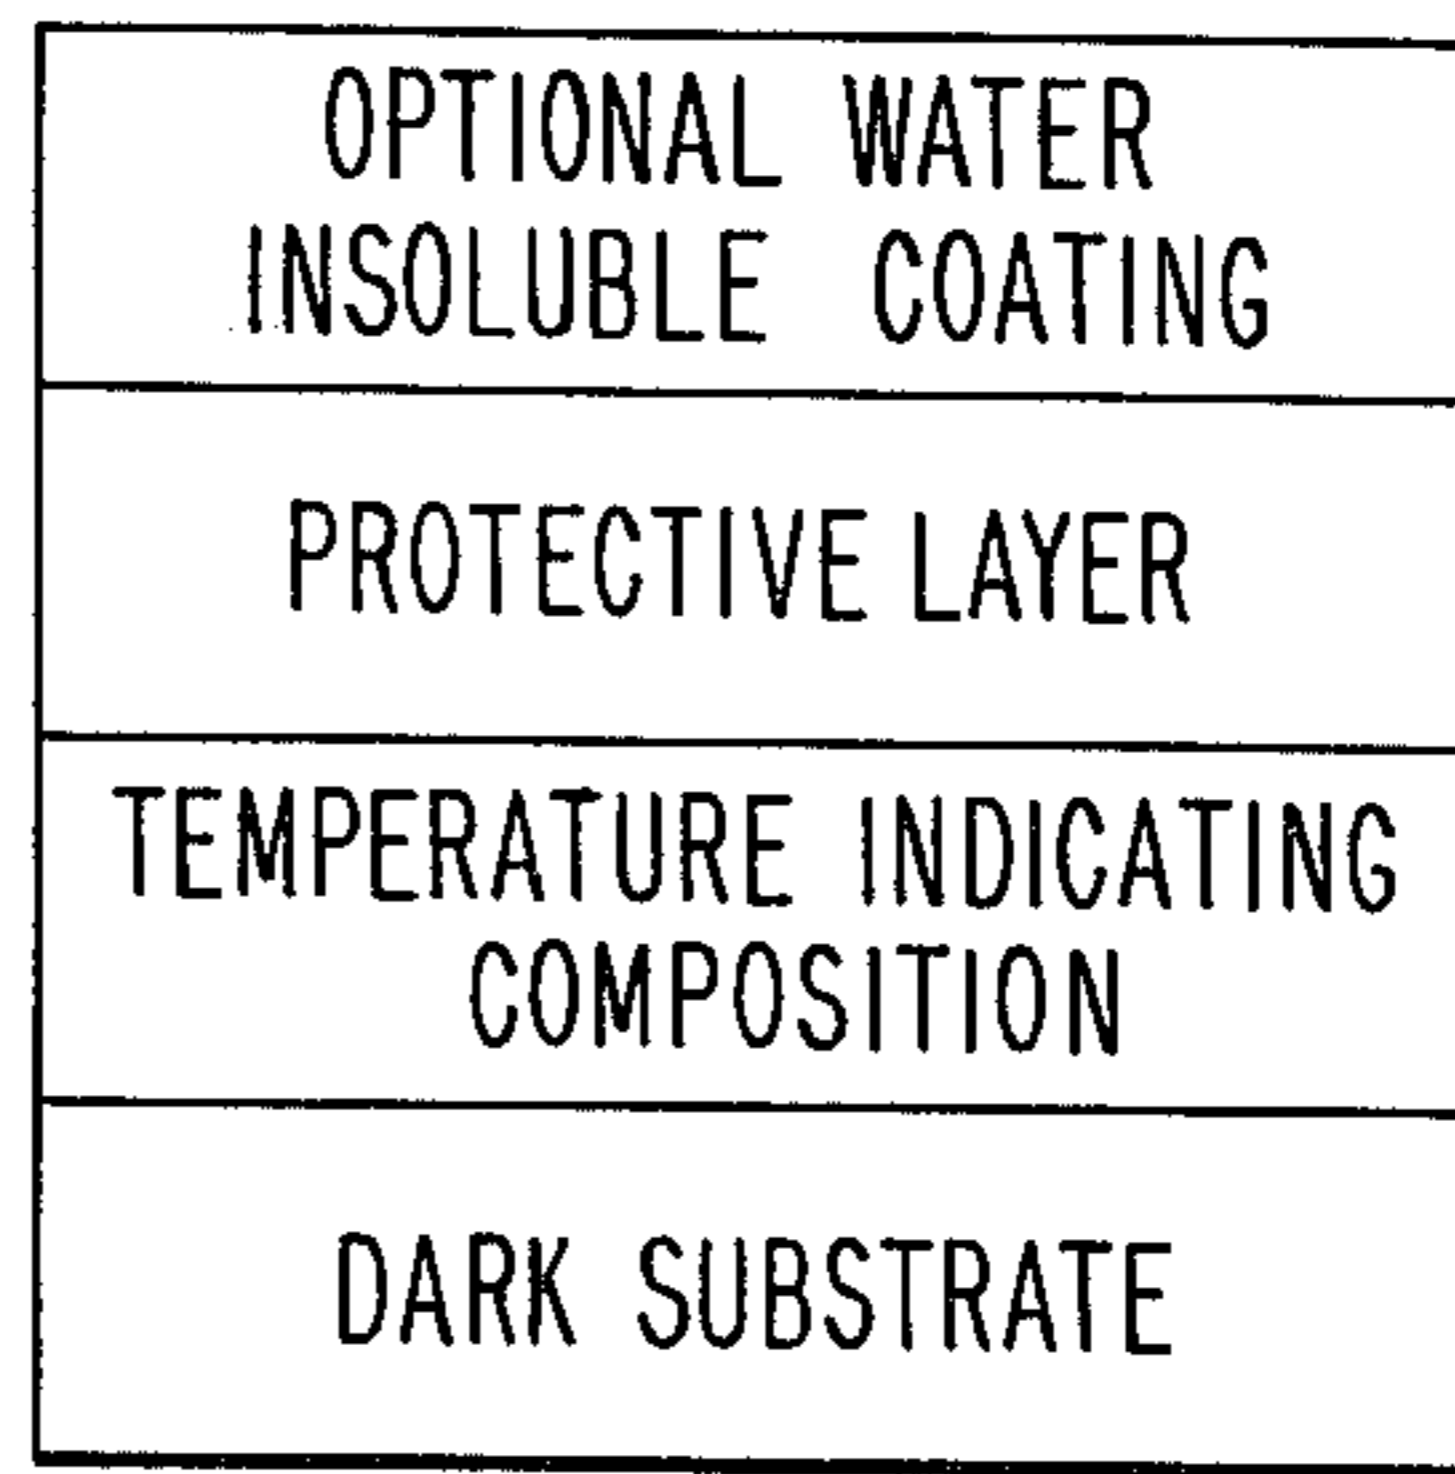 OPTIONAL WATER
INSOLUBLE COATING
PROTECTIVE LAYER
TEMPERATURE INDICATING
COMPOSITION
DARK SUBSTRATE